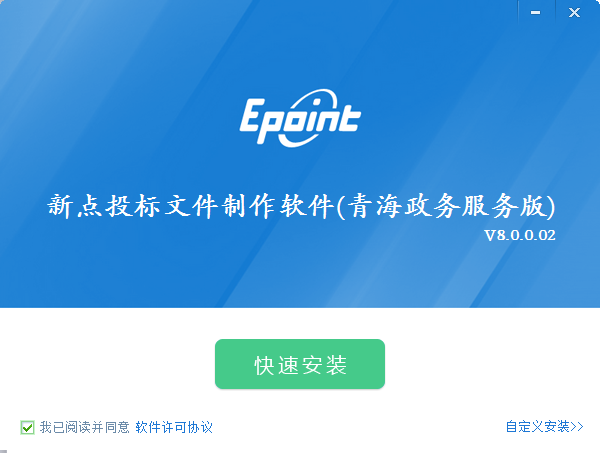 Epoint
新点投标文件制作软件(青海政务服务版)
V8.0.0.02
快速安装
我已阅读并同意 软件许可协议
自定义安装>>